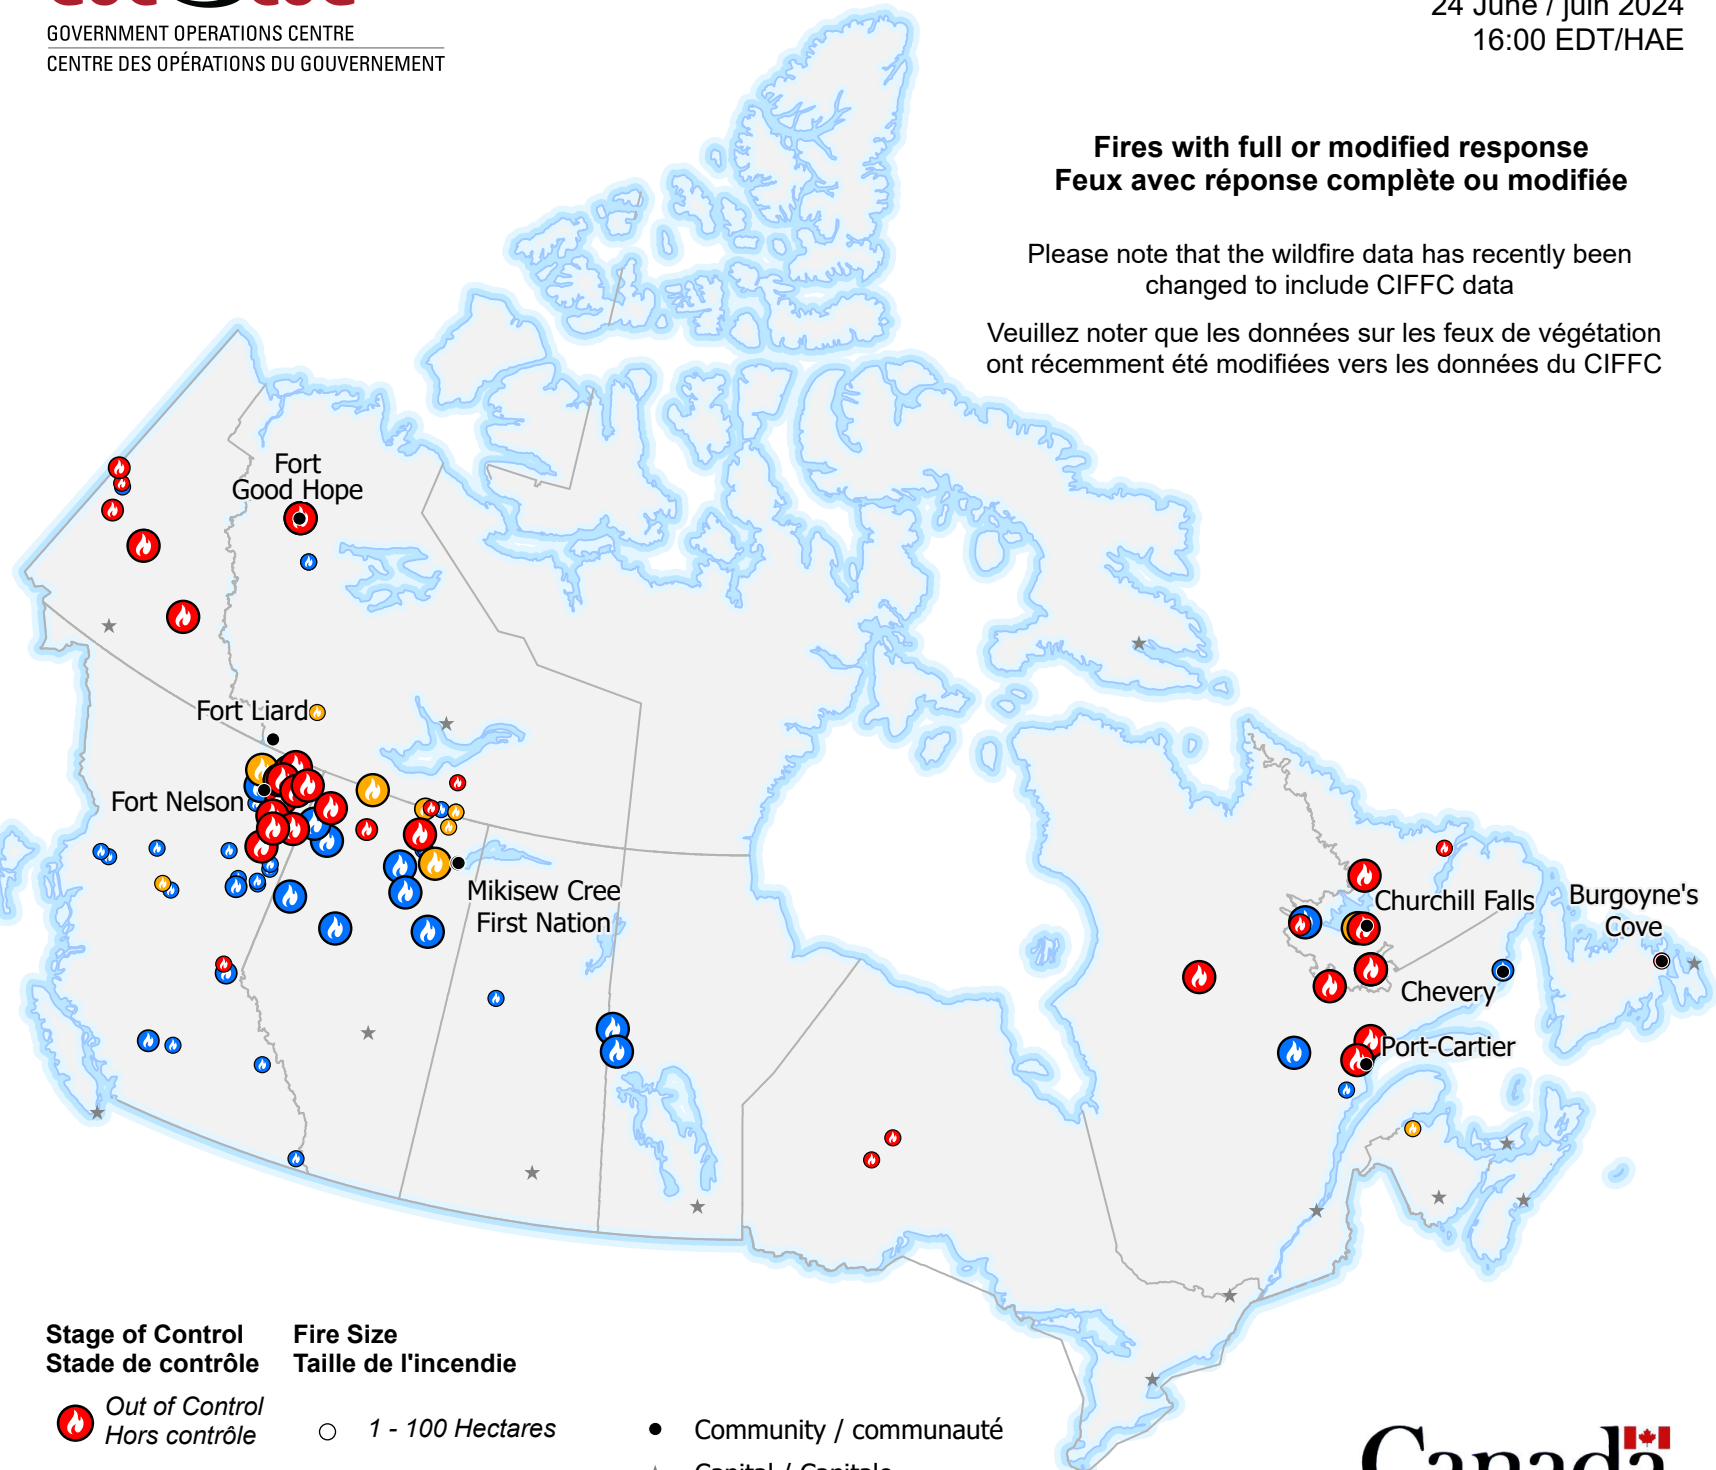 GOVERNMENT OPERATIONS CENTRE
CENTRE DES OPÉRATIONS DU GOUVERNEMENT
24 June / juin 2024
16:00 EDT/HAE
Fires with full or modified response
Feux avec réponse complète ou modifiée
Please note that the wildfire data has recently been
changed to include CIFFC data
Veuillez noter que les données sur les feux de végétation
ont récemment été modifiées vers les données du CIFFC
Fort
Good Hope
Fort Liard
Fort Nelson
Mikisew Cree
First Nation
Churchill Falls
Burgoyne's
Cove
Chevery
Port-Cartier
Stage of Control
Stade de contrôle
Out of Control
Hors contrôle
Fire Size
Taille de l'incendie
1 - 100 Hectares
Community / communauté
Capital / Capitale
Canada